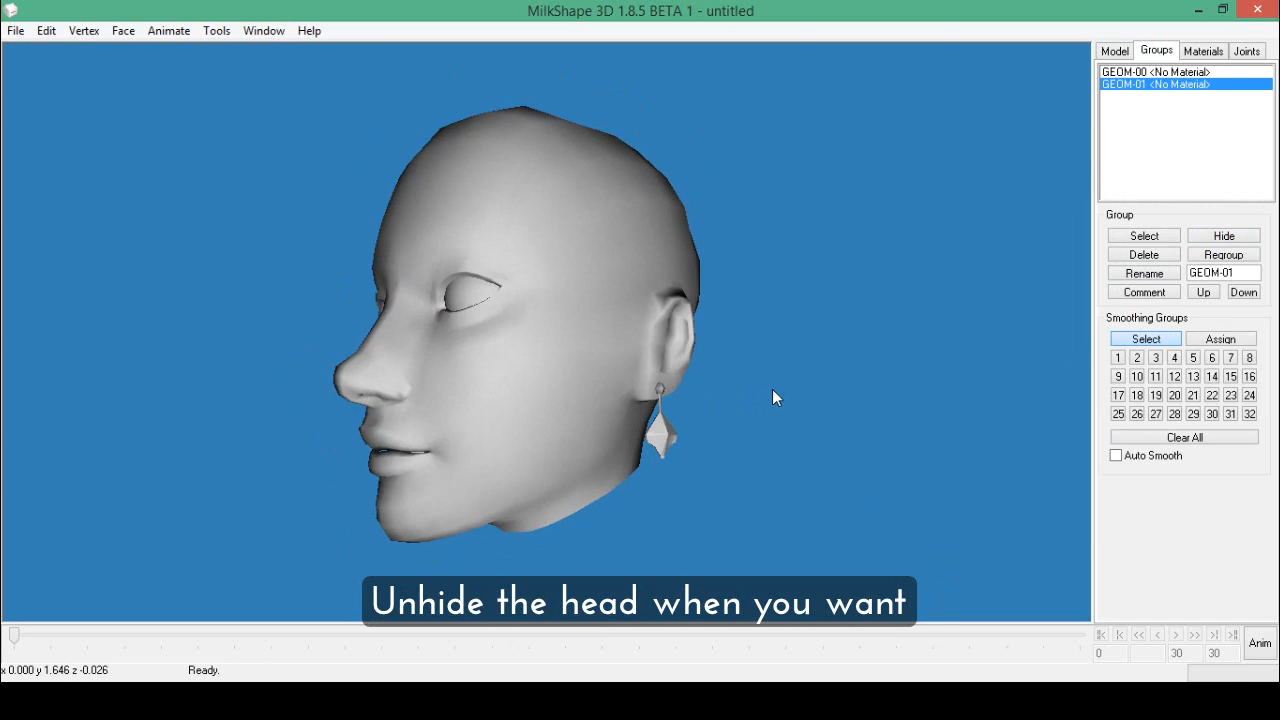 MilkShape 3D 1.8.5 BETA 1 - untitled
File Edit Vertex Face Animate Tools Window Help
Model Groups Materials Joints
GEOM-00 <No Material>
GEOM-01 <No Material>
Group
Select Hide
Delete Regroup
Rename GEOM-01
Comment Up Down
Smoothing Groups
Select Assign
1 2 3 4 5 6 7 8
9 10 11 12 13 14 15 16
17 18 19 20 21 22 23 24
25 26 27 28 29 30 31 32
Clear All
Auto Smooth
Unhide the head when you want
0 30 30 Anim
x 0.000 y 1.646 z -0.026 Ready.